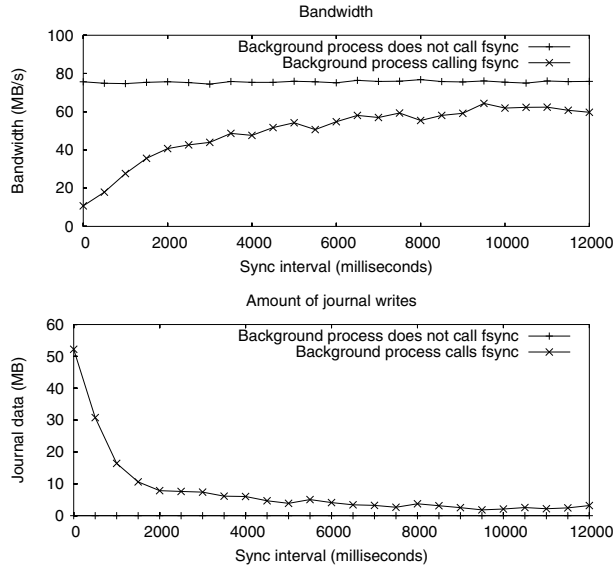 Bandwidth
100
80
60
40
20
0
Bandwidth (MB/s)
Background process does not call fsync
Background process calling fsync
0 2000 4000 6000 8000 10000 12000
Sync interval (milliseconds)
Amount of journal writes
60
50
40
30
20
10
0
Journal data (MB)
Background process does not call fsync
Background process calls fsync
0 2000 4000 6000 8000 10000 12000
Sync interval (milliseconds)